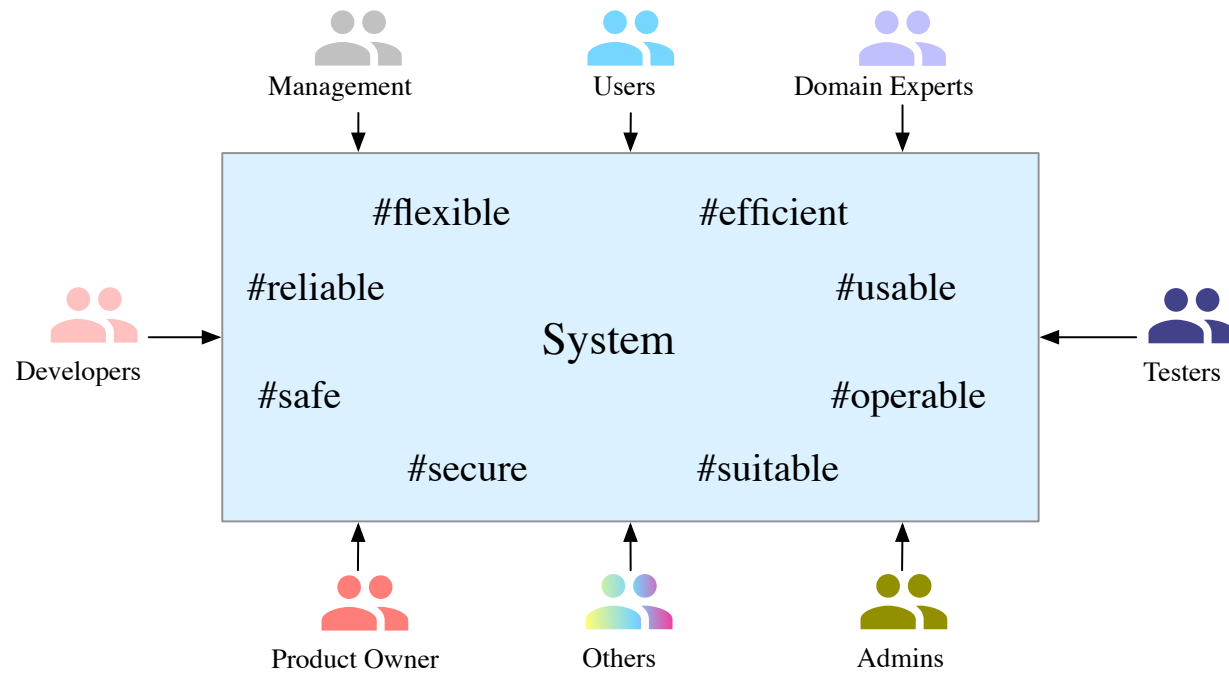 Management
Users
Domain Experts
#flexible
#efficient
#reliable
#usable
System
Developers
Testers
#safe
#operable
#secure
#suitable
Product Owner
Others
Admins